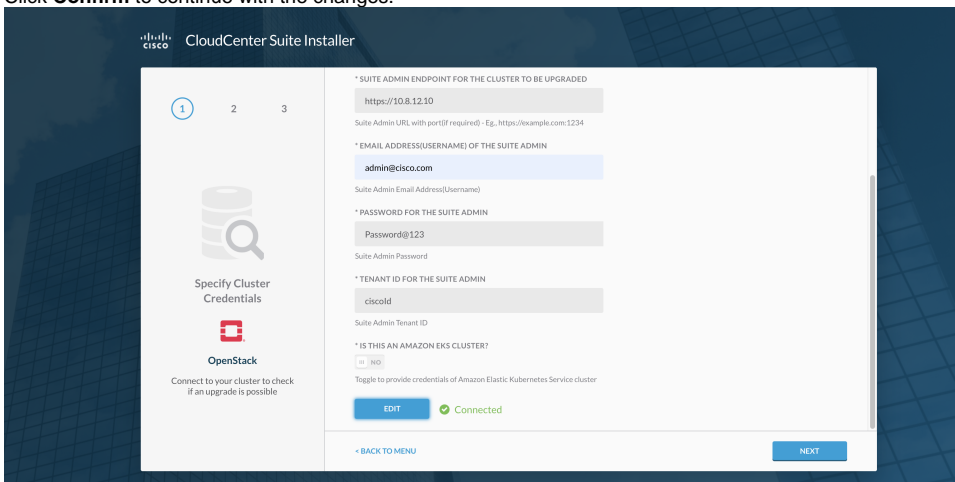 Click Confirm to continue with the changes.
CISCO CloudCenter Suite Installer
1 2 3
Specify Cluster
Credentials
OpenStack
Connect to your cluster to check
if an upgrade is possible
* SUITE ADMIN ENDPOINT FOR THE CLUSTER TO BE UPGRADED
https://10.8.12.10
Suite Admin URL with port(if required) - Eg., https://example.com:1234
* EMAIL ADDRESS(USERNAME) OF THE SUITE ADMIN
admin@cisco.com
Suite Admin Email Address(Username)
* PASSWORD FOR THE SUITE ADMIN
Password@123
Suite Admin Password
* TENANT ID FOR THE SUITE ADMIN
ciscoId
Suite Admin Tenant ID
* IS THIS AN AMAZON EKS CLUSTER?
NO
Toggle to provide credentials of Amazon Elastic Kubernetes Service cluster
EDIT Connected
< BACK TO MENU NEXT